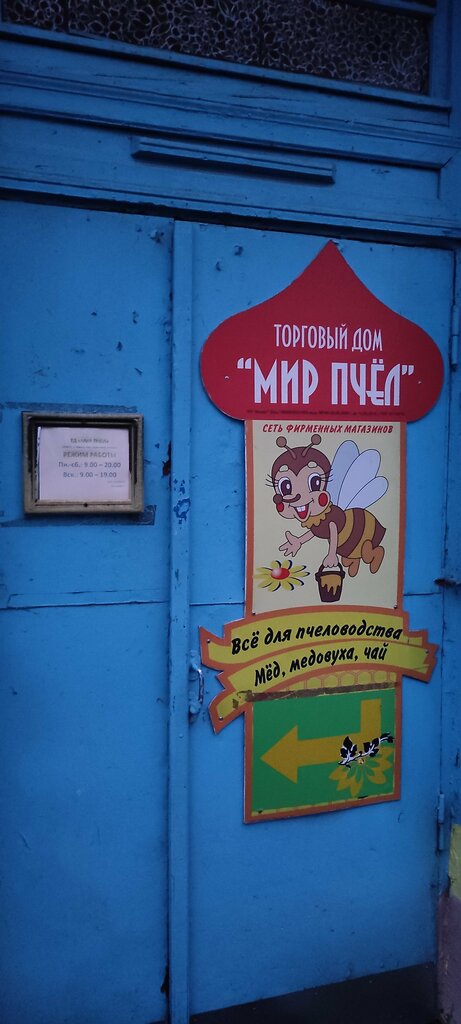 РЕЖИМ РАБОТЫ
Пн.-сб. 9.00 – 20.00
Вск. 9.00 – 19.00
ТОРГОВЫЙ ДОМ
“МИР ПЧЁЛ”
СЕТЬ ФИРМЕННЫХ МАГАЗИНОВ
Всё для пчеловодства
Мёд, медовуха, чай